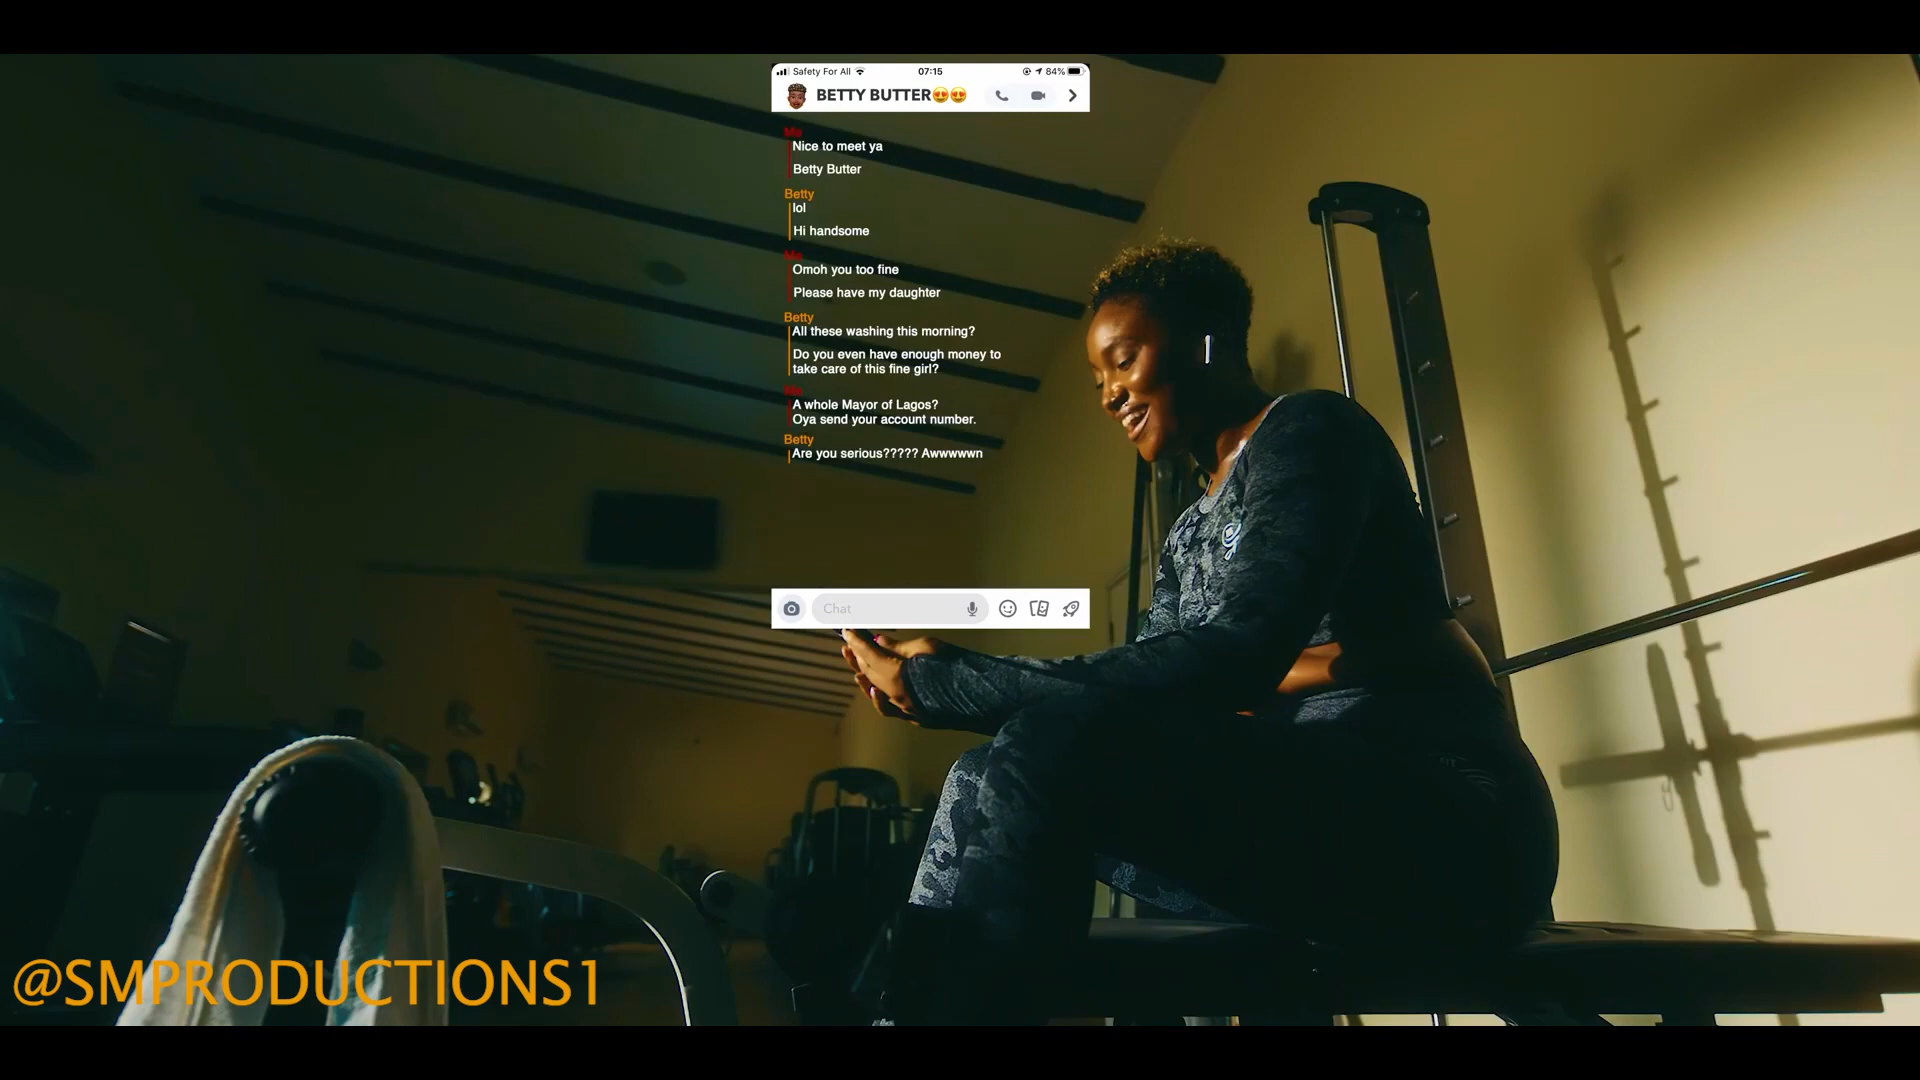 Safety For All
07:15
84%
BETTY BUTTER😍😍
Me
Nice to meet ya
Betty Butter
Betty
lol
Hi handsome
Me
Omoh you too fine
Please have my daughter
Betty
All these washing this morning?
Do you even have enough money to
take care of this fine girl?
Me
A whole Mayor of Lagos?
Oya send your account number.
Betty
Are you serious????? Awwwwwn
Chat
@SMPRODUCTIONS1